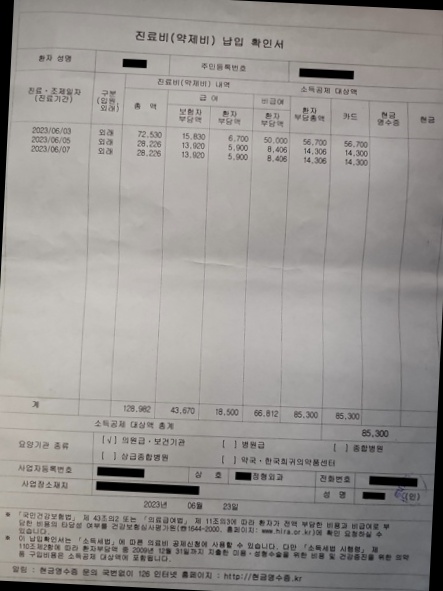 진료비(약제비) 납입 확인서
환자 성명 주민등록번호
진료·조제일자 (진료기간) 구분 (입원, 외래) 진료비(약제비) 내역 소득공제 대상액
총 액 급 여 비급여 환자 부담총액 카드 현금 영수증 현금
보험자 부담액 환자 부담액 환자 부담액
2023/06/03 외래 72,530 15,830 6,700 50,000 56,700 56,700
2023/06/05 외래 28,226 13,920 5,900 8,406 14,306 14,300
2023/06/07 외래 28,226 13,920 5,900 8,406 14,306 14,300
계 128,982 43,670 18,500 66,812 85,300 85,300
소득공제 대상액 총계 85,300
요양기관 종류 [√] 의원급·보건기관 [ ] 병원급 [ ] 종합병원
[ ] 상급종합병원 [ ] 약국·한국희귀의약품센터
사업자등록번호 상 호 정형외과 전화번호
사업장소재지 성 명 (인)
2023년 06월 23일
* 「국민건강보험법」 제 43조의2 또는 「의료급여법」 제 11조의3에 따라 환자가 전액 부담한 비용과 비급여로 부
담한 비용의 타당성 여부를 건강보험심사평가원(☎1644-2000, 홈페이지: www.hira.or.kr)에 확인 요청하실 수
있습니다.
* 이 납입확인서는 「소득세법」에 따른 의료비 공제신청에 사용할 수 있습니다. 다만 「소득세법 시행령」 제
110조제2항에 따라 환자부담액 중 2009년 12월 31일까지 지출한 미용·성형수술을 위한 비용 및 건강증진을 위한 의약
품 구입비용은 소득공제 대상액에 포함됩니다.
알림 : 현금영수증 문의 국번없이 126 인터넷 홈페이지 : http://현금영수증.kr